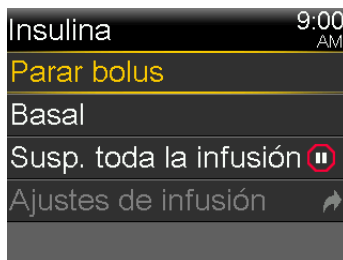 Insulina 9:00
AM
Parar bolus
Basal
Susp. toda la infusión
Ajustes de infusión